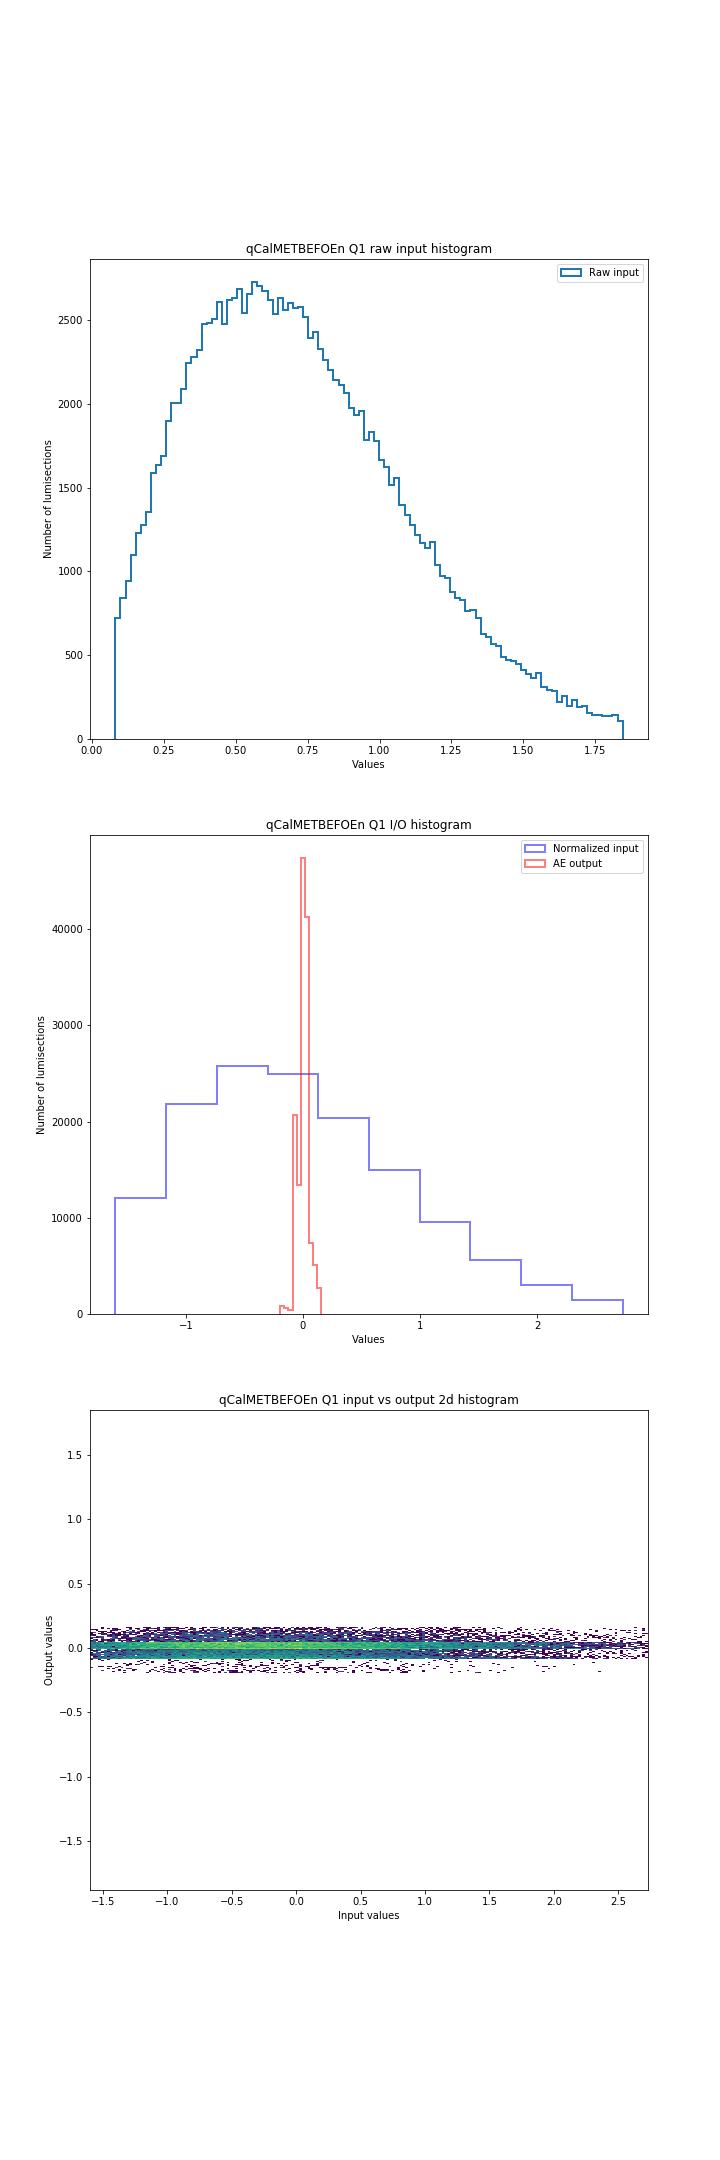 qCalMETBEFOEn Q1 raw input histogram
Raw input
Number of lumisections
2500
2000
1500
1000
500
0
0.00 0.25 0.50 0.75 1.00 1.25 1.50 1.75
Values
qCalMETBEFOEn Q1 I/O histogram
Normalized input
AE output
Number of lumisections
40000
30000
20000
10000
0
−1 0 1 2
Values
qCalMETBEFOEn Q1 input vs output 2d histogram
Output values
1.5
1.0
0.5
0.0
−0.5
−1.0
−1.5
−1.5 −1.0 −0.5 0.0 0.5 1.0 1.5 2.0 2.5
Input values